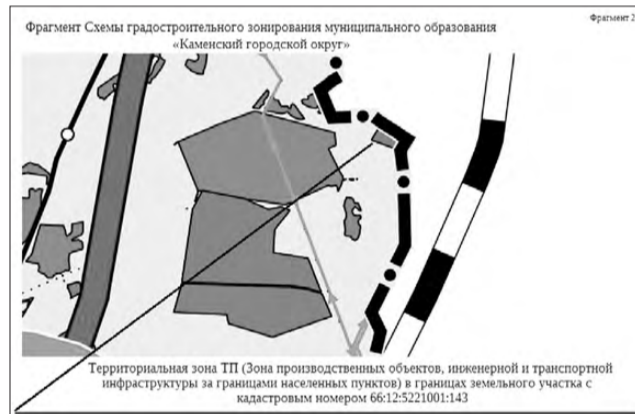 Фрагмент 2
Фрагмент Схемы градостроительного зонирования муниципального образования
«Каменский городской округ»
Территориальная зона ТП (Зона производственных объектов, инженерной и транспортной
инфраструктуры за границами населенных пунктов) в границах земельного участка с
кадастровым номером 66:12:5221001:143